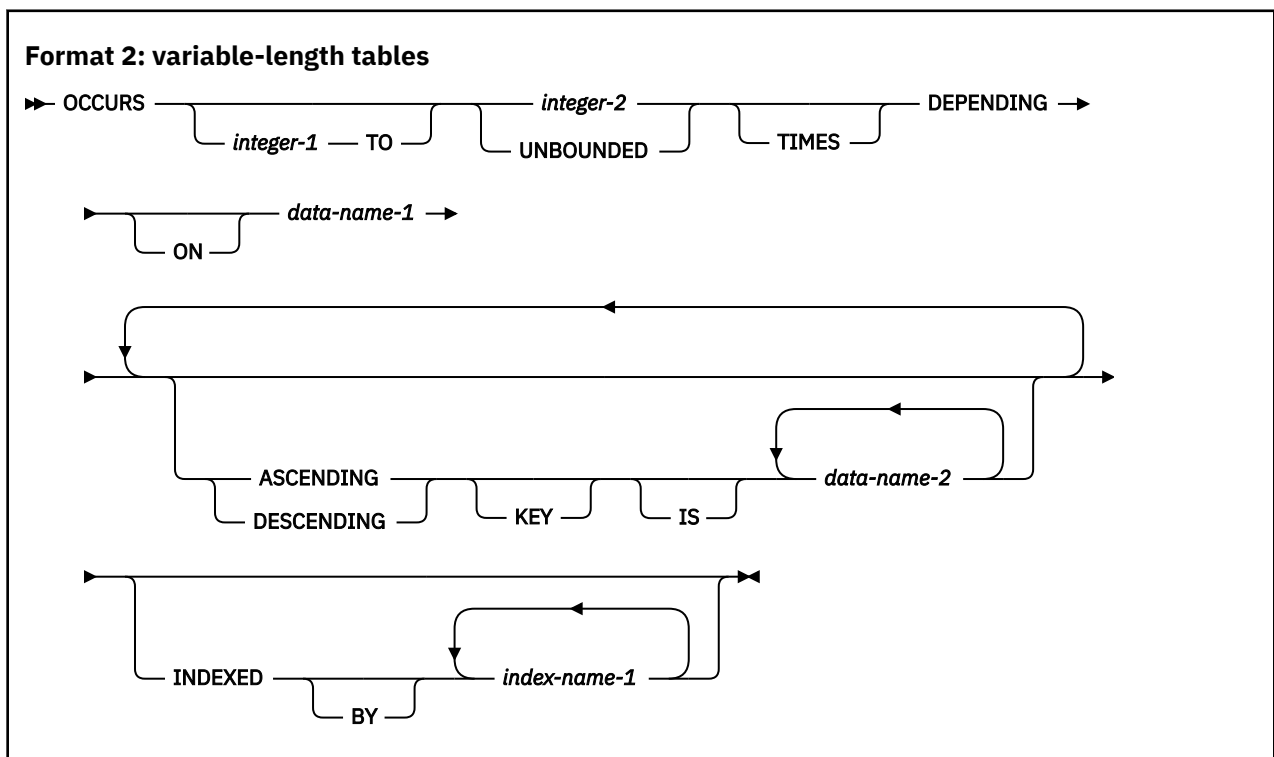 Format 2: variable-length tables
OCCURS integer-2 DEPENDING
integer-1 TO UNBOUNDED TIMES
data-name-1
ON
ASCENDING data-name-2
DESCENDING KEY IS
INDEXED index-name-1
BY